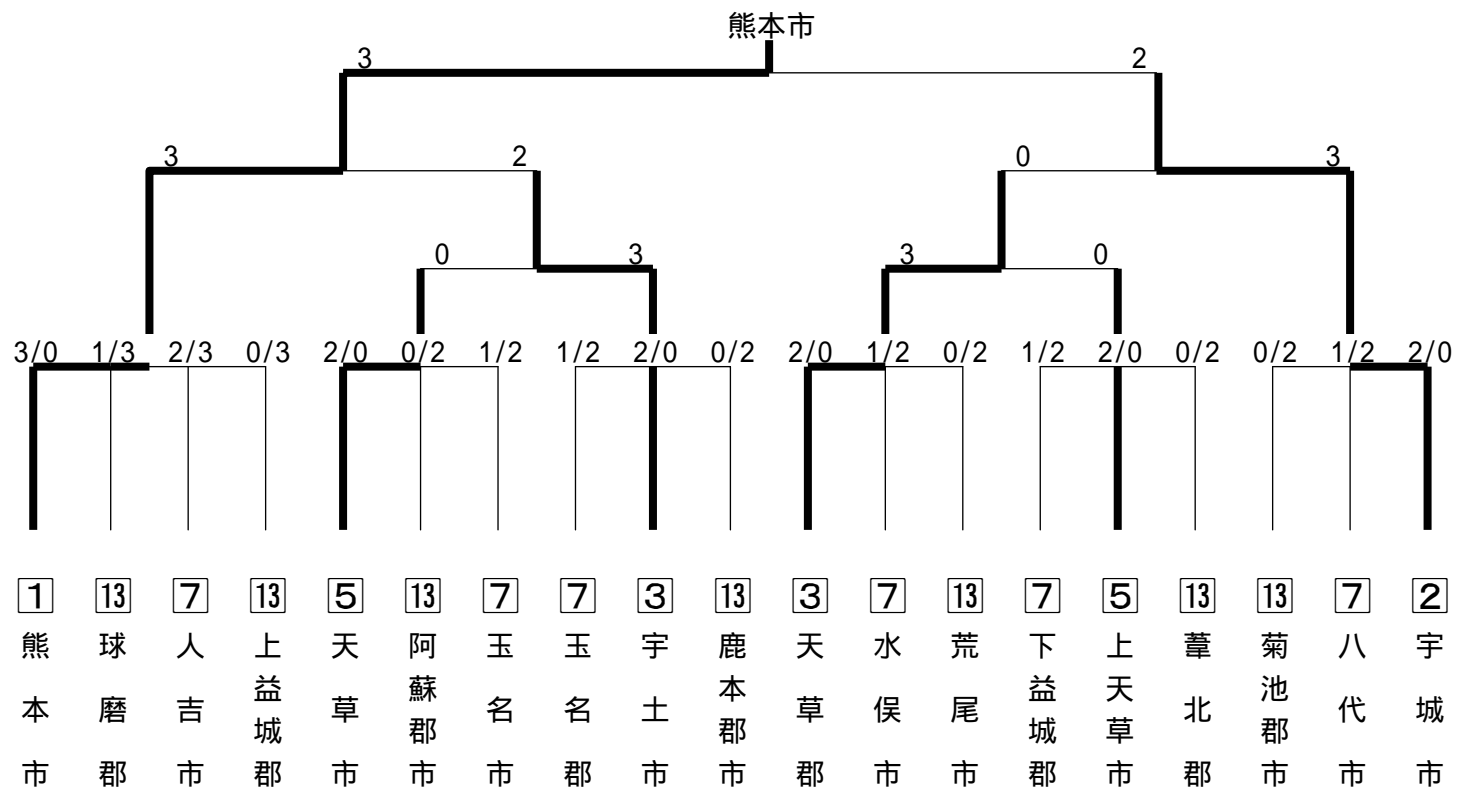 熊本市
3 2
3 2 0 3
0 3 3 0
3/0 1/3 2/3 0/3 2/0 0/2 1/2 1/2 2/0 0/2 2/0 1/2 0/2 1/2 2/0 0/2 0/2 1/2 2/0
1 13 7 13 5 13 7 7 3 13 3 7 13 7 5 13 13 7 2
熊本市
球磨郡
人吉市
上益城郡
天草市
阿蘇郡市
玉名市
玉名郡
宇土市
鹿本郡市
天草郡
水俣市
荒尾市
下益城郡
上天草市
葦北郡
菊池郡市
八代市
宇城市